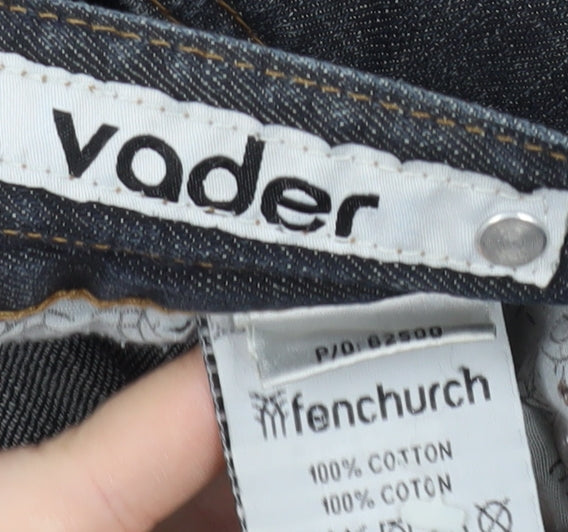 vader
P/O: 62500
fenchurch
100% COTTON
100% COTON